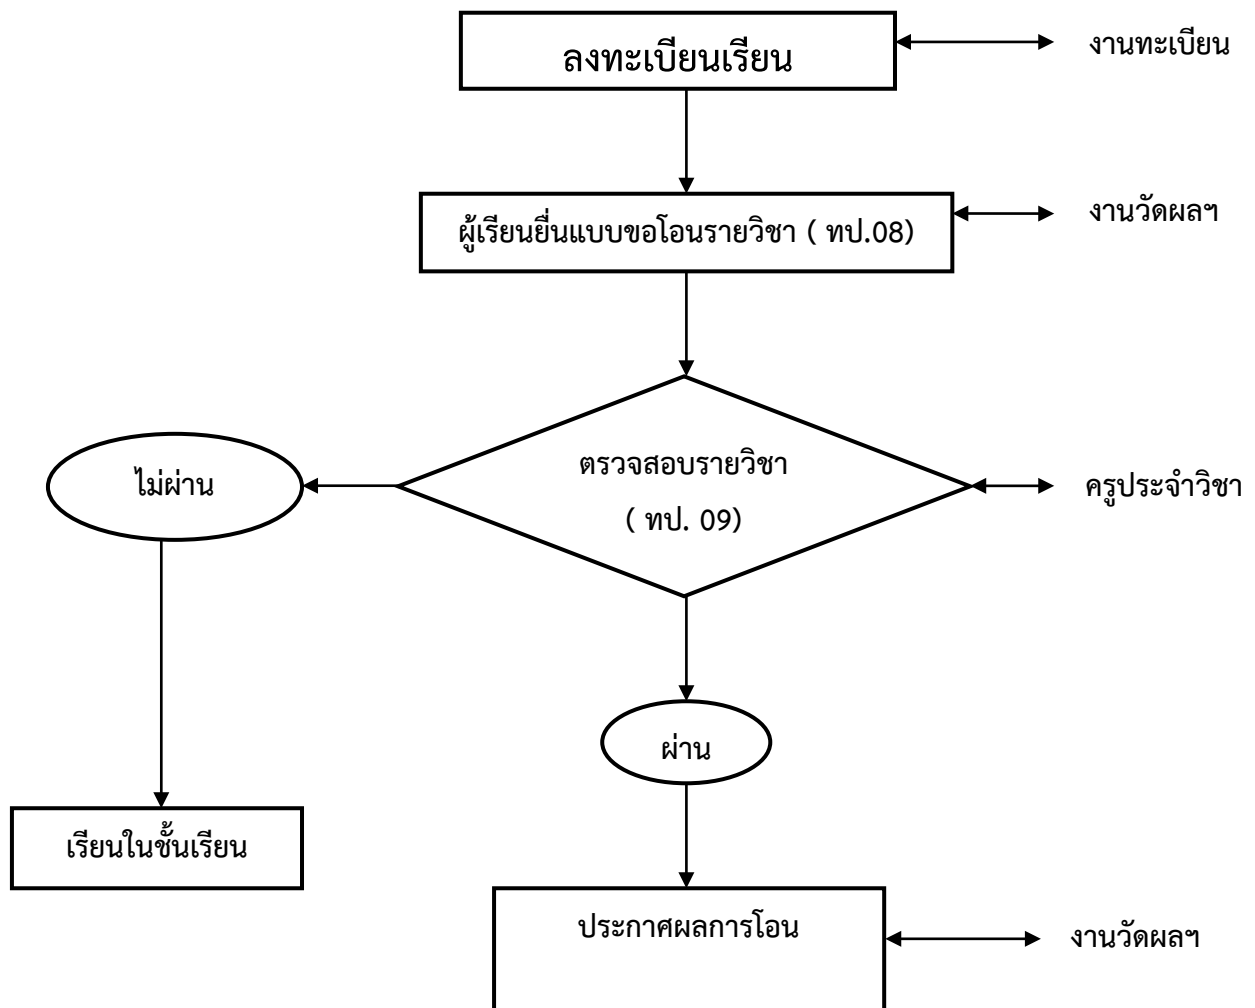 ลงทะเบียนเรียน
งานทะเบียน
ผู้เรียนยื่นแบบขอโอนรายวิชา ( ทป.08)
งานวัดผลฯ
ตรวจสอบรายวิชา
( ทป. 09)
ไม่ผ่าน
ครูประจำวิชา
ผ่าน
เรียนในชั้นเรียน
ประกาศผลการโอน
งานวัดผลฯ